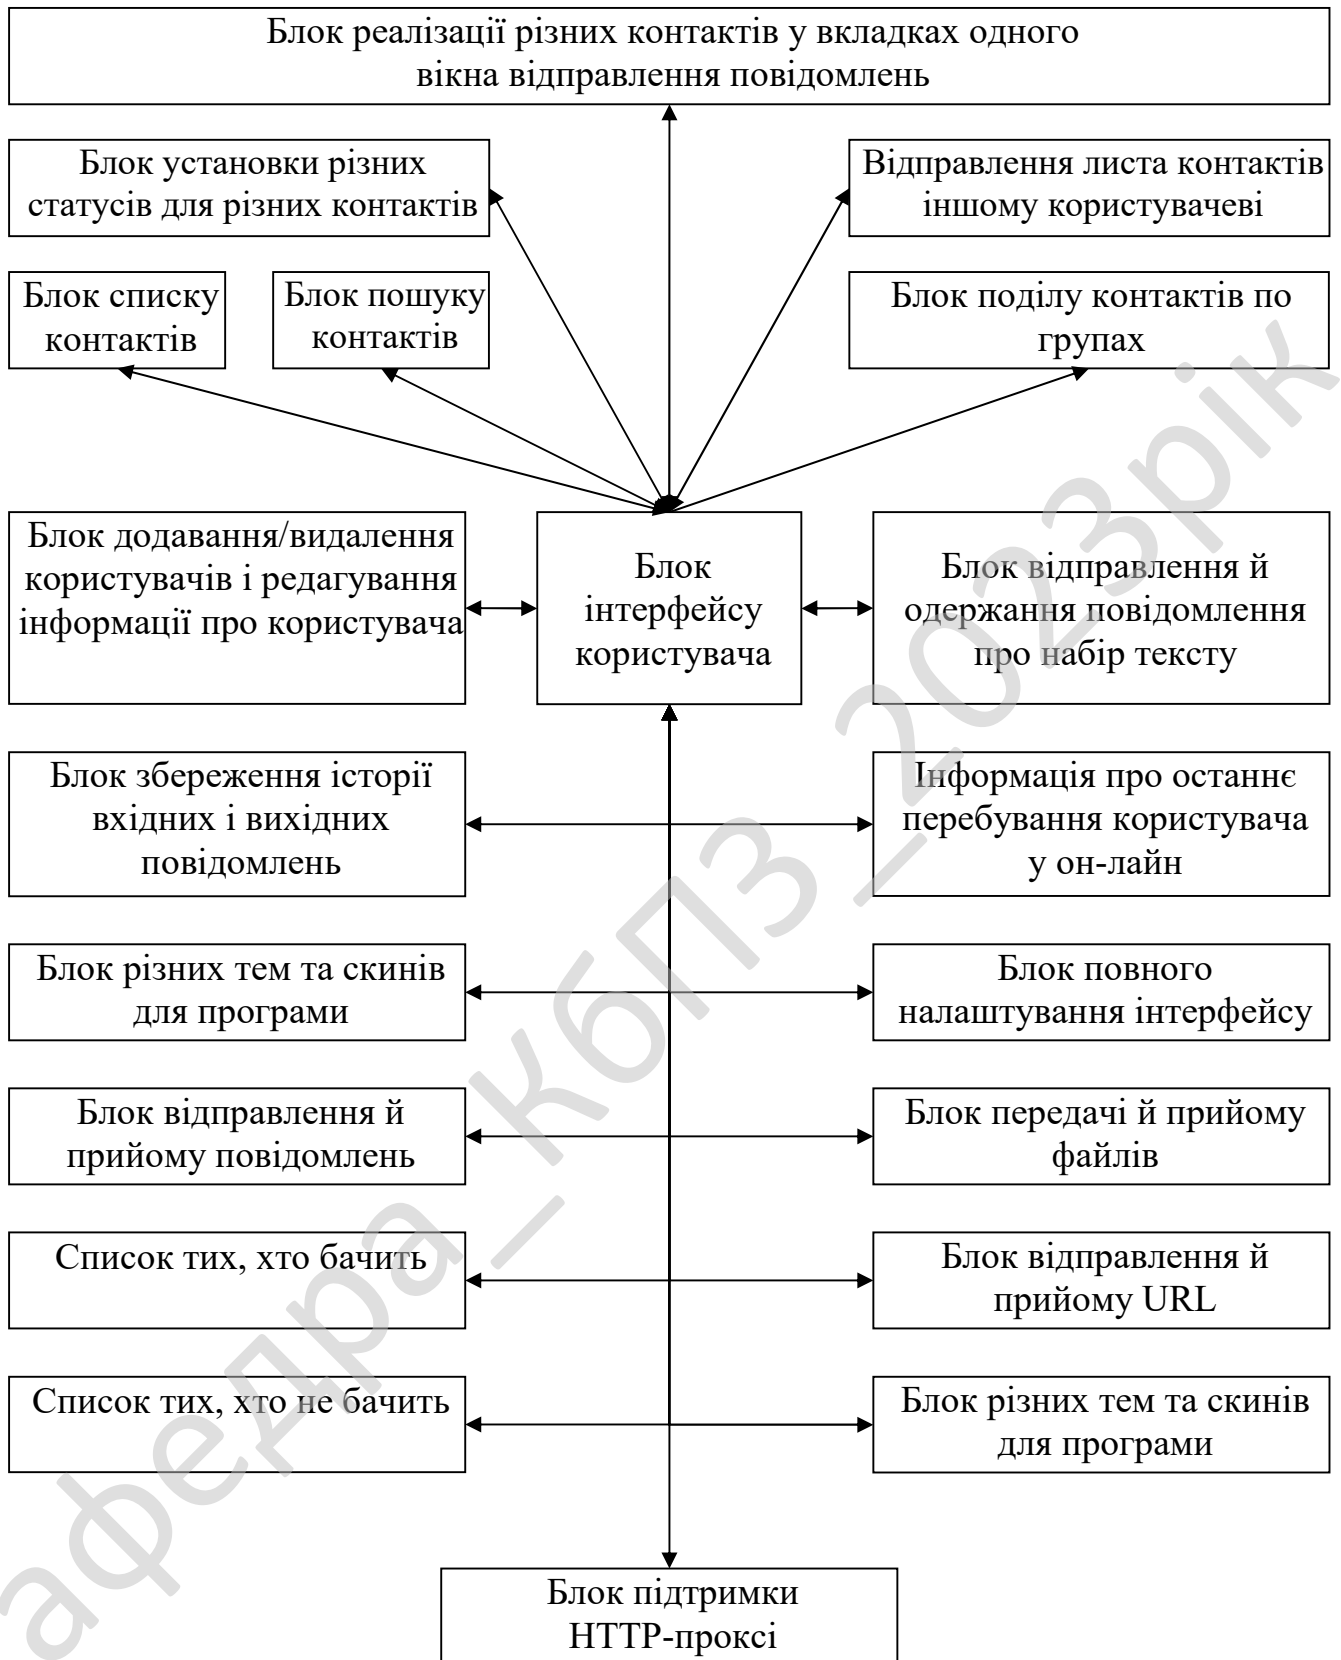 Блок реалізації різних контактів у вкладках одного
вікна відправлення повідомлень
Блок установки різних
статусів для різних контактів
Відправлення листа контактів
іншому користувачеві
Блок списку
контактів
Блок пошуку
контактів
Блок поділу контактів по
групах
Блок додавання/видалення
користувачів і редагування
інформації про користувача
Блок
інтерфейсу
користувача
Блок відправлення й
одержання повідомлення
про набір тексту
Блок збереження історії
вхідних і вихідних
повідомлень
Інформація про останнє
перебування користувача
у он-лайн
Блок різних тем та скинів
для програми
Блок повного
налаштування інтерфейсу
Блок відправлення й
прийому повідомлень
Блок передачі й прийому
файлів
Список тих, хто бачить
Блок відправлення й
прийому URL
Список тих, хто не бачить
Блок різних тем та скинів
для програми
Блок підтримки
HTTP-проксі
афедра_КбПЗ_2023рік